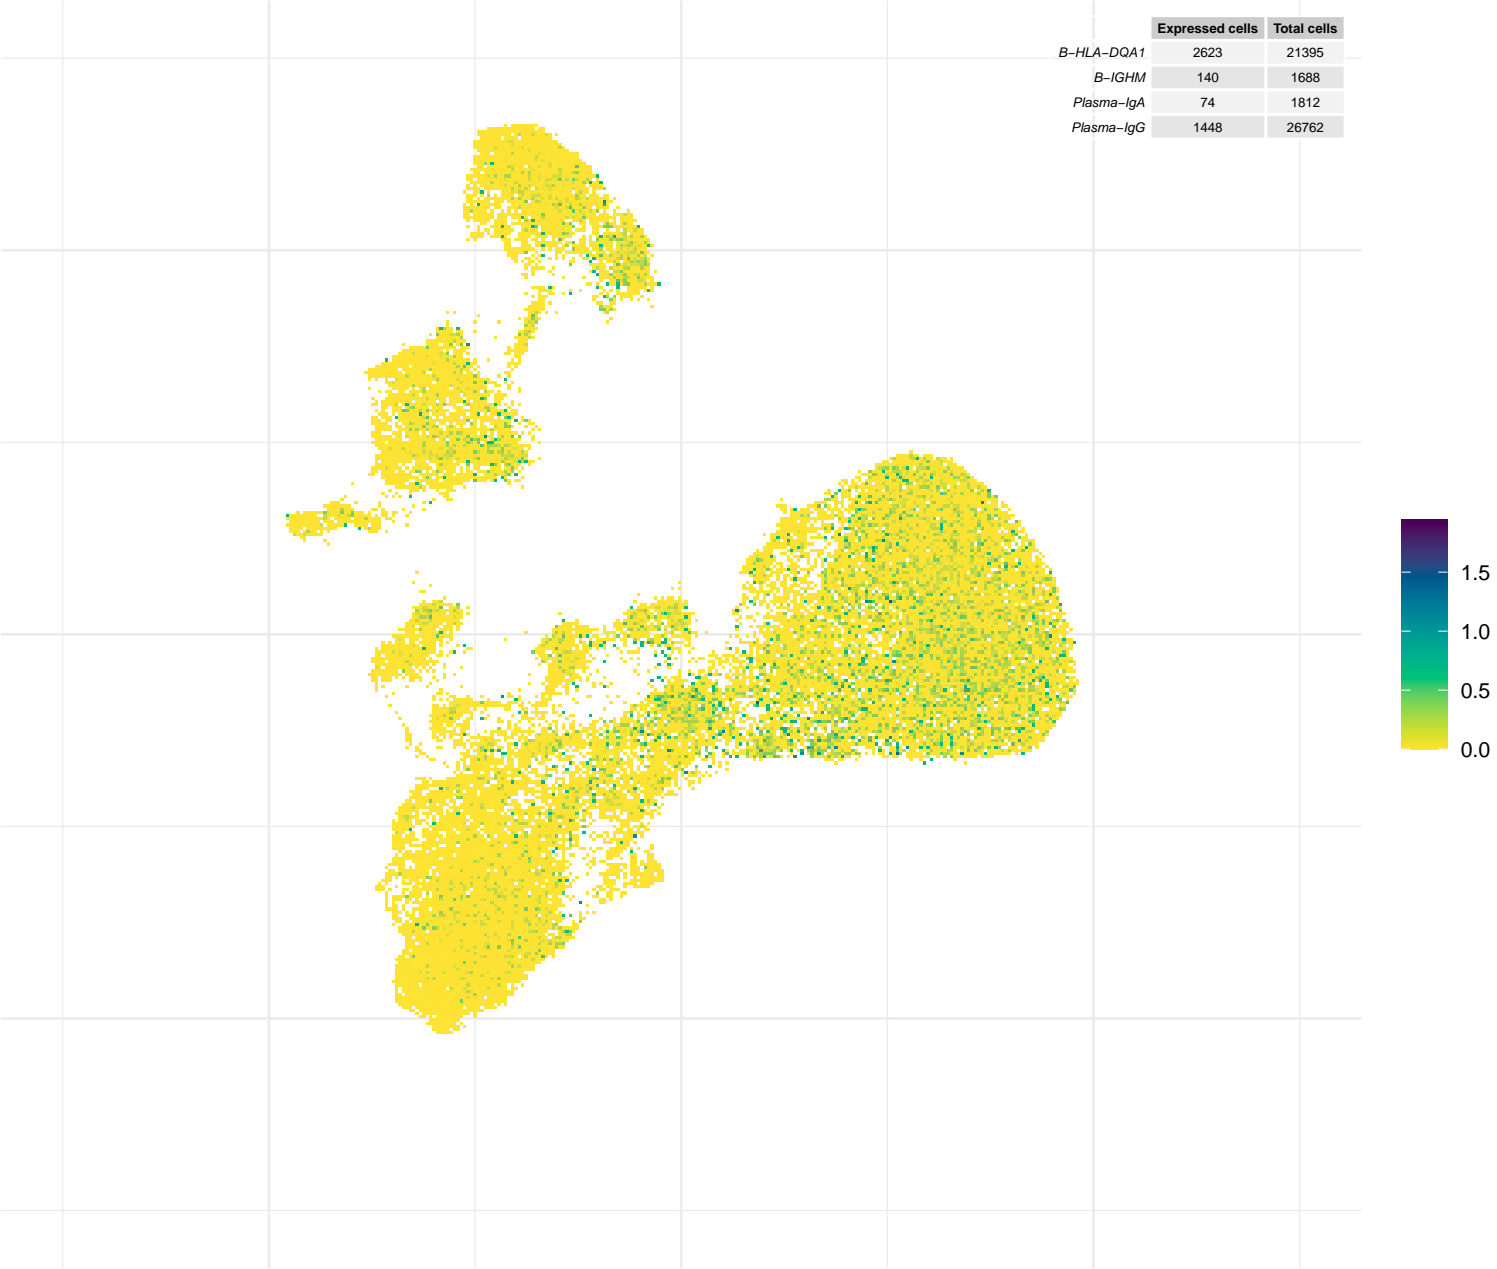 Expressed cells Total cells
B−HLA−DQA1 2623 21395
B−IGHM 140 1688
Plasma−IgA 74 1812
Plasma−IgG 1448 26762
1.5
1.0
0.5
0.0